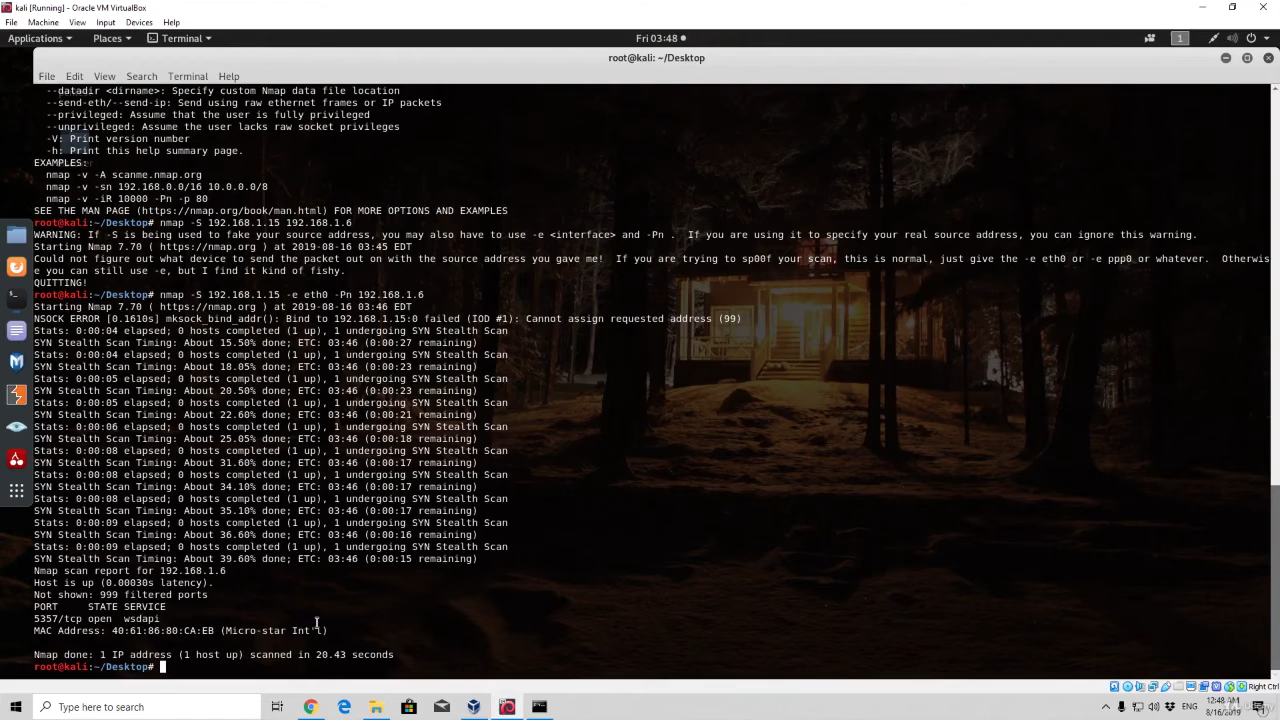 kali [Running] - Oracle VM VirtualBox
File Machine View Input Devices Help
Applications Places Terminal Fri 03:48 1
root@kali: ~/Desktop
File Edit View Search Terminal Help
--datadir <dirname>: Specify custom Nmap data file location
--send-eth/--send-ip: Send using raw ethernet frames or IP packets
--privileged: Assume that the user is fully privileged
--unprivileged: Assume the user lacks raw socket privileges
-V: Print version number
-h: Print this help summary page.
EXAMPLES:
nmap -v -A scanme.nmap.org
nmap -v -sn 192.168.0.0/16 10.0.0.0/8
nmap -v -iR 10000 -Pn -p 80
SEE THE MAN PAGE (https://nmap.org/book/man.html) FOR MORE OPTIONS AND EXAMPLES
root@kali:~/Desktop# nmap -S 192.168.1.15 192.168.1.6
WARNING: If -S is being used to fake your source address, you may also have to use -e <interface> and -Pn .  If you are using it to specify your real source address, you can ignore this warning.
Starting Nmap 7.70 ( https://nmap.org ) at 2019-08-16 03:45 EDT
Could not figure out what device to send the packet out on with the source address you gave me!  If you are trying to sp00f your scan, this is normal, just give the -e eth0 or -e ppp0 or whatever.  Otherwis
e you can still use -e, but I find it kind of fishy.
QUITTING!
root@kali:~/Desktop# nmap -S 192.168.1.15 -e eth0 -Pn 192.168.1.6
Starting Nmap 7.70 ( https://nmap.org ) at 2019-08-16 03:46 EDT
NSOCK ERROR [0.1610s] mksock_bind_addr(): Bind to 192.168.1.15:0 failed (IOD #1): Cannot assign requested address (99)
Stats: 0:00:04 elapsed; 0 hosts completed (1 up), 1 undergoing SYN Stealth Scan
SYN Stealth Scan Timing: About 15.50% done; ETC: 03:46 (0:00:27 remaining)
Stats: 0:00:04 elapsed; 0 hosts completed (1 up), 1 undergoing SYN Stealth Scan
SYN Stealth Scan Timing: About 18.05% done; ETC: 03:46 (0:00:23 remaining)
Stats: 0:00:05 elapsed; 0 hosts completed (1 up), 1 undergoing SYN Stealth Scan
SYN Stealth Scan Timing: About 20.50% done; ETC: 03:46 (0:00:23 remaining)
Stats: 0:00:05 elapsed; 0 hosts completed (1 up), 1 undergoing SYN Stealth Scan
SYN Stealth Scan Timing: About 22.60% done; ETC: 03:46 (0:00:21 remaining)
Stats: 0:00:06 elapsed; 0 hosts completed (1 up), 1 undergoing SYN Stealth Scan
SYN Stealth Scan Timing: About 25.05% done; ETC: 03:46 (0:00:18 remaining)
Stats: 0:00:08 elapsed; 0 hosts completed (1 up), 1 undergoing SYN Stealth Scan
SYN Stealth Scan Timing: About 31.60% done; ETC: 03:46 (0:00:17 remaining)
Stats: 0:00:08 elapsed; 0 hosts completed (1 up), 1 undergoing SYN Stealth Scan
SYN Stealth Scan Timing: About 34.10% done; ETC: 03:46 (0:00:17 remaining)
Stats: 0:00:08 elapsed; 0 hosts completed (1 up), 1 undergoing SYN Stealth Scan
SYN Stealth Scan Timing: About 35.10% done; ETC: 03:46 (0:00:17 remaining)
Stats: 0:00:09 elapsed; 0 hosts completed (1 up), 1 undergoing SYN Stealth Scan
SYN Stealth Scan Timing: About 36.60% done; ETC: 03:46 (0:00:16 remaining)
Stats: 0:00:09 elapsed; 0 hosts completed (1 up), 1 undergoing SYN Stealth Scan
SYN Stealth Scan Timing: About 39.60% done; ETC: 03:46 (0:00:15 remaining)
Nmap scan report for 192.168.1.6
Host is up (0.00030s latency).
Not shown: 999 filtered ports
PORT     STATE SERVICE
5357/tcp open  wsdapi
MAC Address: 40:61:86:80:CA:EB (Micro-star Int'l)
Nmap done: 1 IP address (1 host up) scanned in 20.43 seconds
root@kali:~/Desktop#
Right Ctrl
Type here to search
ENG
12:48 AM
8/16/2019